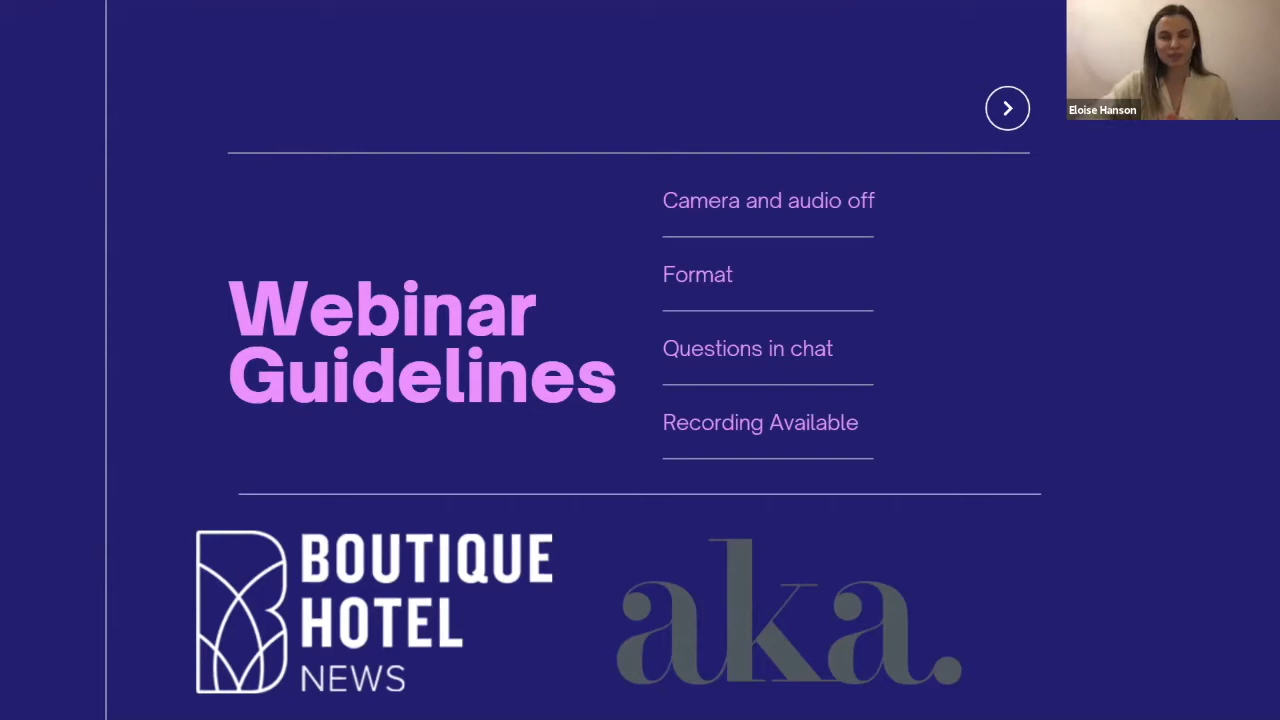 Eloise Hanson
Camera and audio off
Format
Webinar
Guidelines
Questions in chat
Recording Available
BOUTIQUE
HOTEL
NEWS
aka.